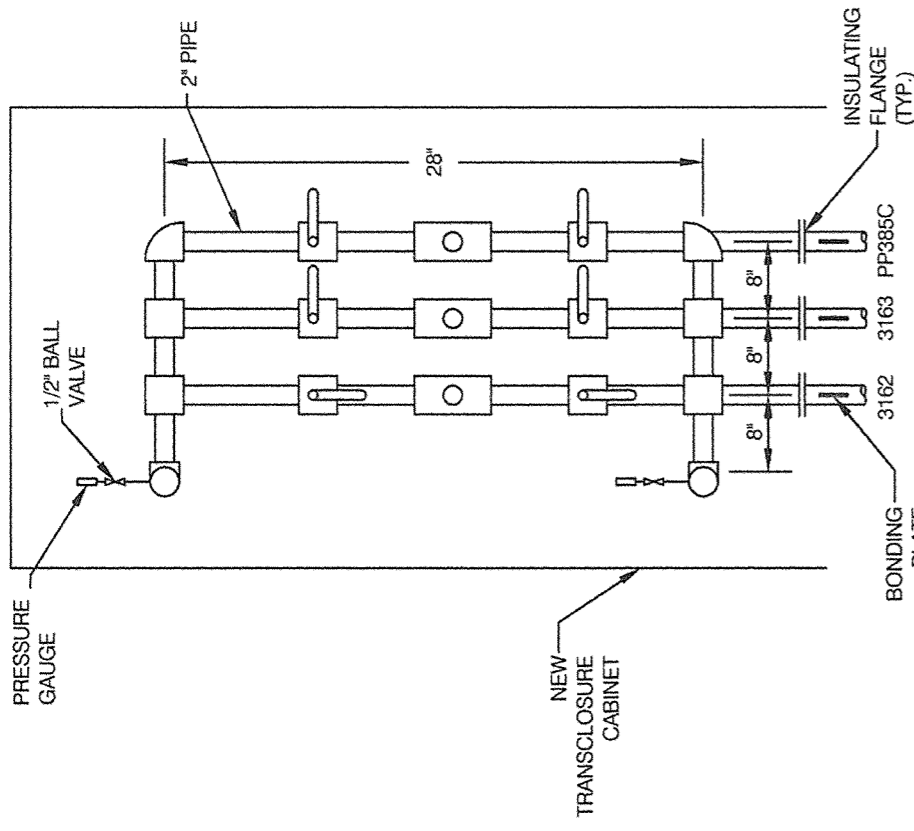 PRESSURE
GAUGE
1/2" BALL
VALVE
2" PIPE
28"
NEW
TRANSCLOSURE
CABINET
8"
8"
8"
3162
3163
PP385C
BONDING
PLATE
INSULATING
FLANGE
(TYP.)